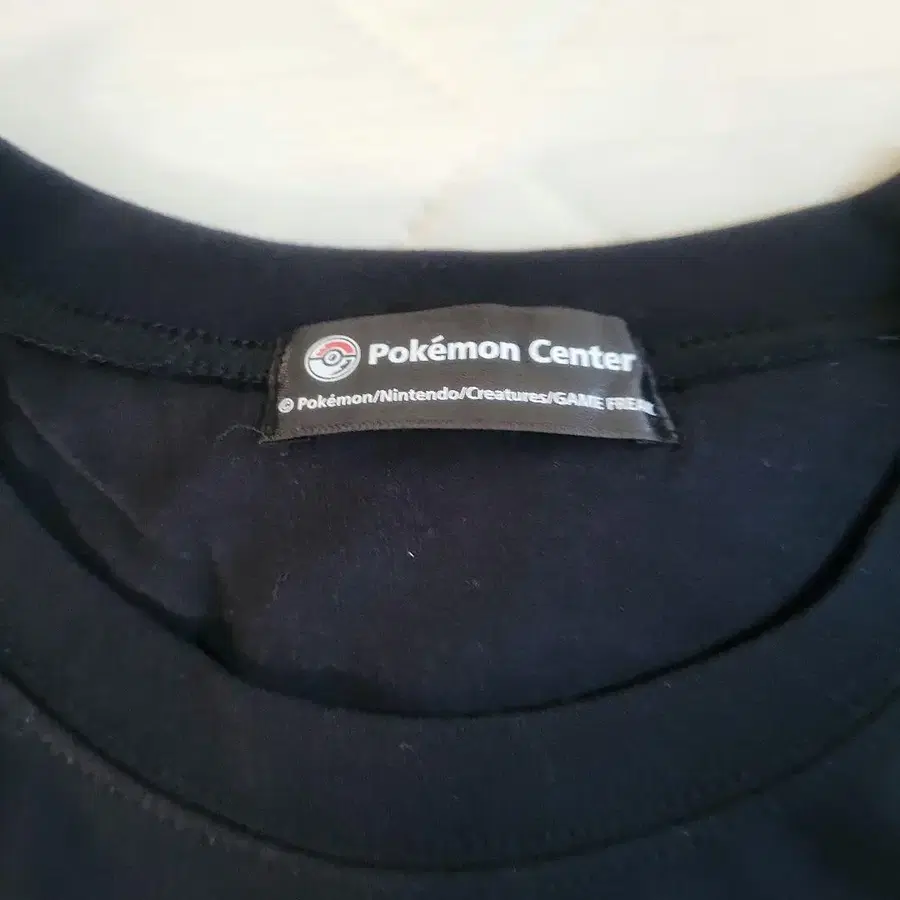 Pokémon Center
© Pokémon/Nintendo/Creatures/GAME FREAK